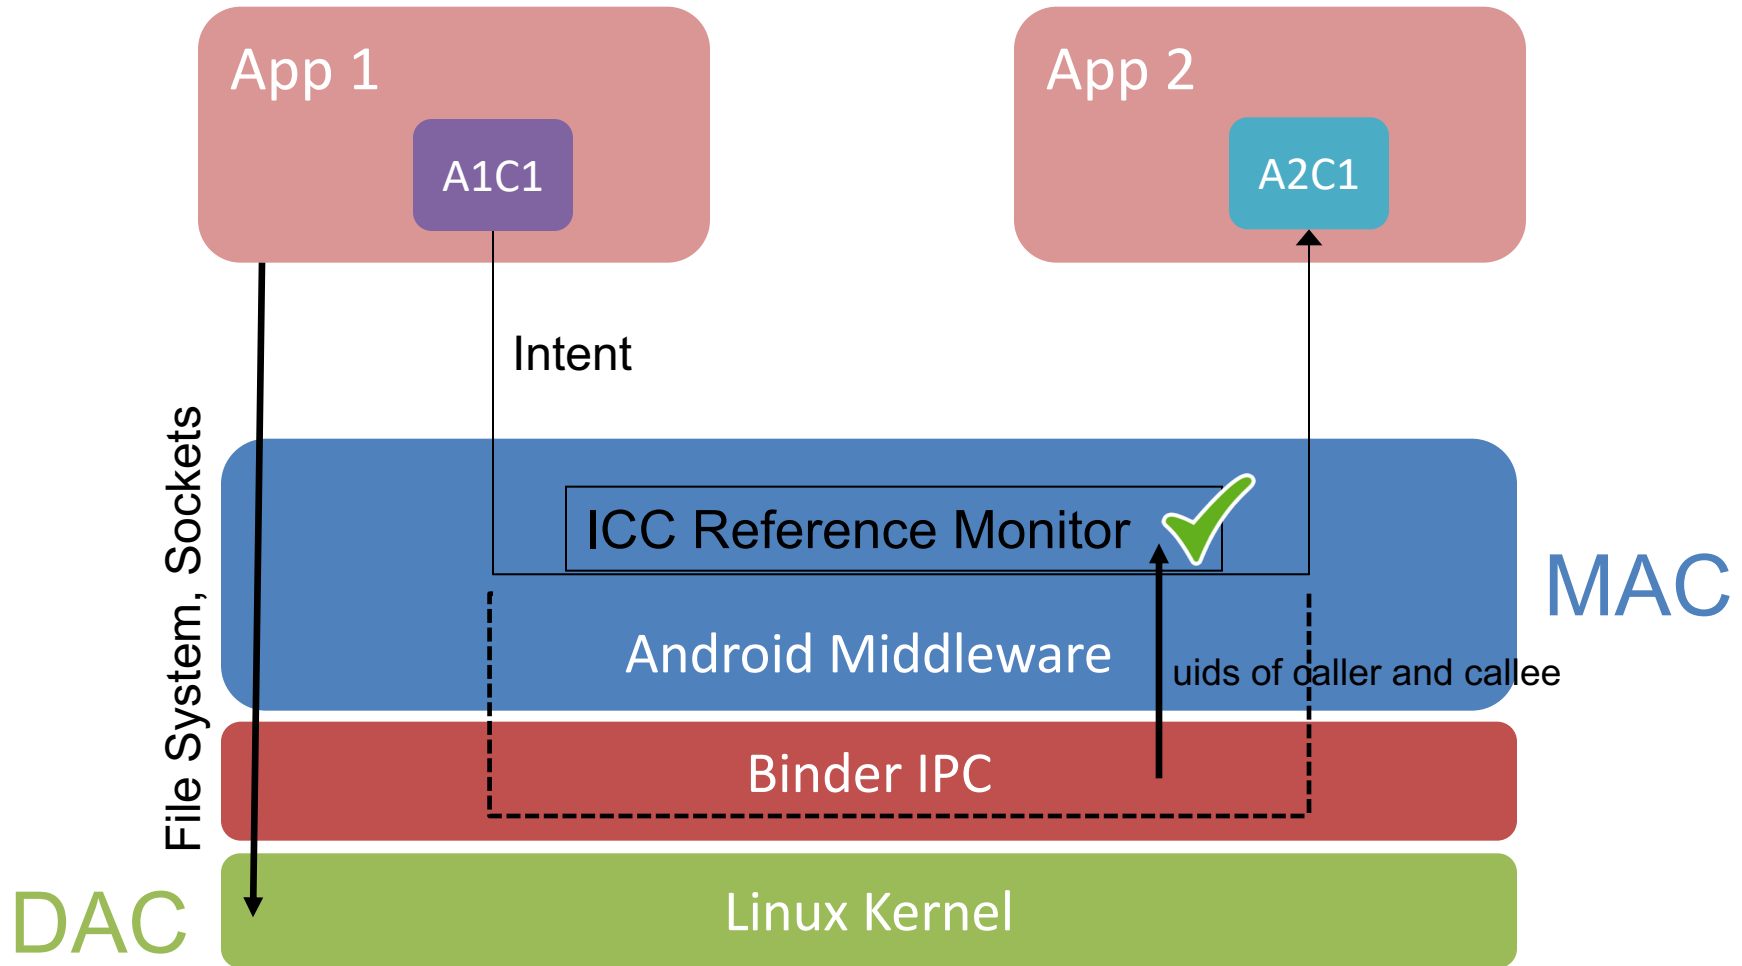 App 1
App 2
A1C1
A2C1
Intent
File System, Sockets
ICC Reference Monitor
MAC
Android Middleware
uids of caller and callee
Binder IPC
DAC
Linux Kernel